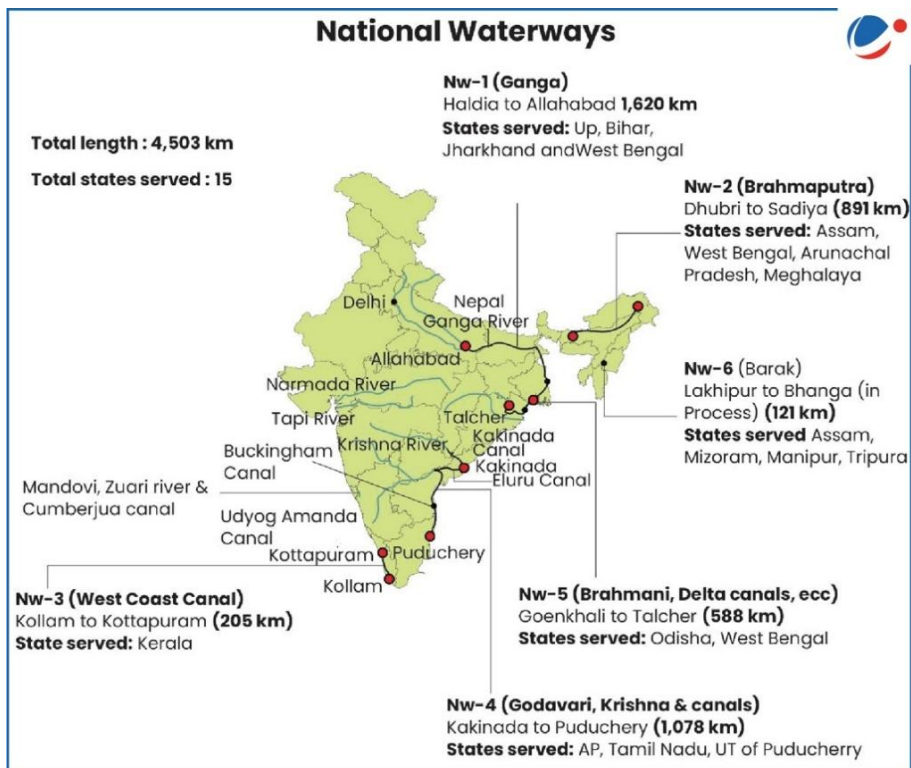 National Waterways
Nw-1 (Ganga)
Haldia to Allahabad 1,620 km
States served: Up, Bihar,
Jharkhand andWest Bengal
Total length : 4,503 km
Total states served : 15
Nw-2 (Brahmaputra)
Dhubri to Sadiya (891 km)
States served: Assam,
West Bengal, Arunachal
Pradesh, Meghalaya
Delhi
Nepal
Ganga River
Allahabad
Narmada River
Tapi River
Talcher
Krishna River
Kakinada
Canal
Buckingham
Canal
Kakinada
Eluru Canal
Mandovi, Zuari river &
Cumberjua canal
Udyog Amanda
Canal
Kottapuram
Puduchery
Kollam
Nw-6 (Barak)
Lakhipur to Bhanga (in
Process) (121 km)
States served Assam,
Mizoram, Manipur, Tripura
Nw-3 (West Coast Canal)
Kollam to Kottapuram (205 km)
State served: Kerala
Nw-5 (Brahmani, Delta canals, ecc)
Goenkhali to Talcher (588 km)
States served: Odisha, West Bengal
Nw-4 (Godavari, Krishna & canals)
Kakinada to Puduchery (1,078 km)
States served: AP, Tamil Nadu, UT of Puducherry